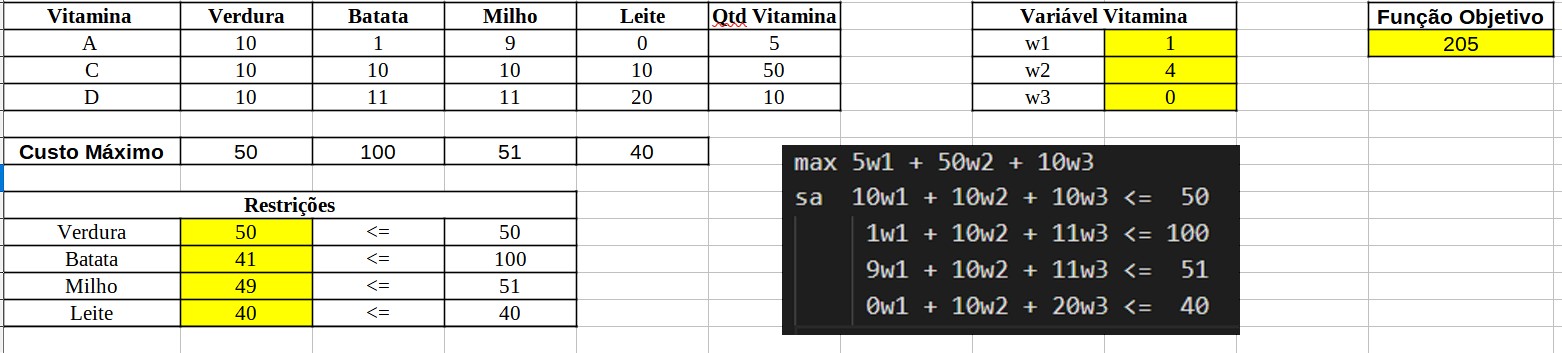 Vitamina Verdura Batata Milho Leite Qtd Vitamina
A 10 1 9 0 5
C 10 10 10 10 50
D 10 11 11 20 10
Custo Máximo 50 100 51 40
Restrições
Verdura 50 <= 50
Batata 41 <= 100
Milho 49 <= 51
Leite 40 <= 40
Variável Vitamina
w1 1
w2 4
w3 0
Função Objetivo
205
max 5w1 + 50w2 + 10w3
sa 10w1 + 10w2 + 10w3 <= 50
1w1 + 10w2 + 11w3 <= 100
9w1 + 10w2 + 11w3 <= 51
0w1 + 10w2 + 20w3 <= 40